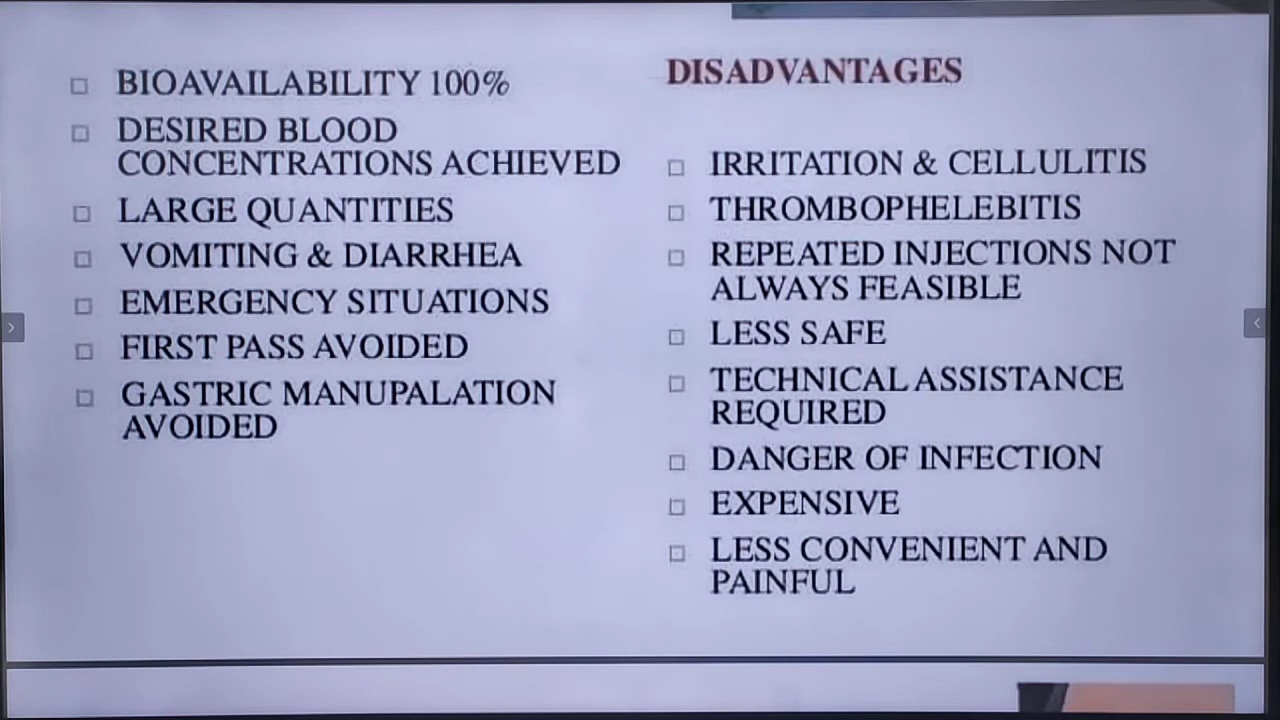 BIOAVAILABILITY 100%
DESIRED BLOOD
CONCENTRATIONS ACHIEVED
LARGE QUANTITIES
VOMITING & DIARRHEA
EMERGENCY SITUATIONS
FIRST PASS AVOIDED
GASTRIC MANUPALATION
AVOIDED
DISADVANTAGES
IRRITATION & CELLULITIS
THROMBOPHELEBITIS
REPEATED INJECTIONS NOT
ALWAYS FEASIBLE
LESS SAFE
TECHNICAL ASSISTANCE
REQUIRED
DANGER OF INFECTION
EXPENSIVE
LESS CONVENIENT AND
PAINFUL